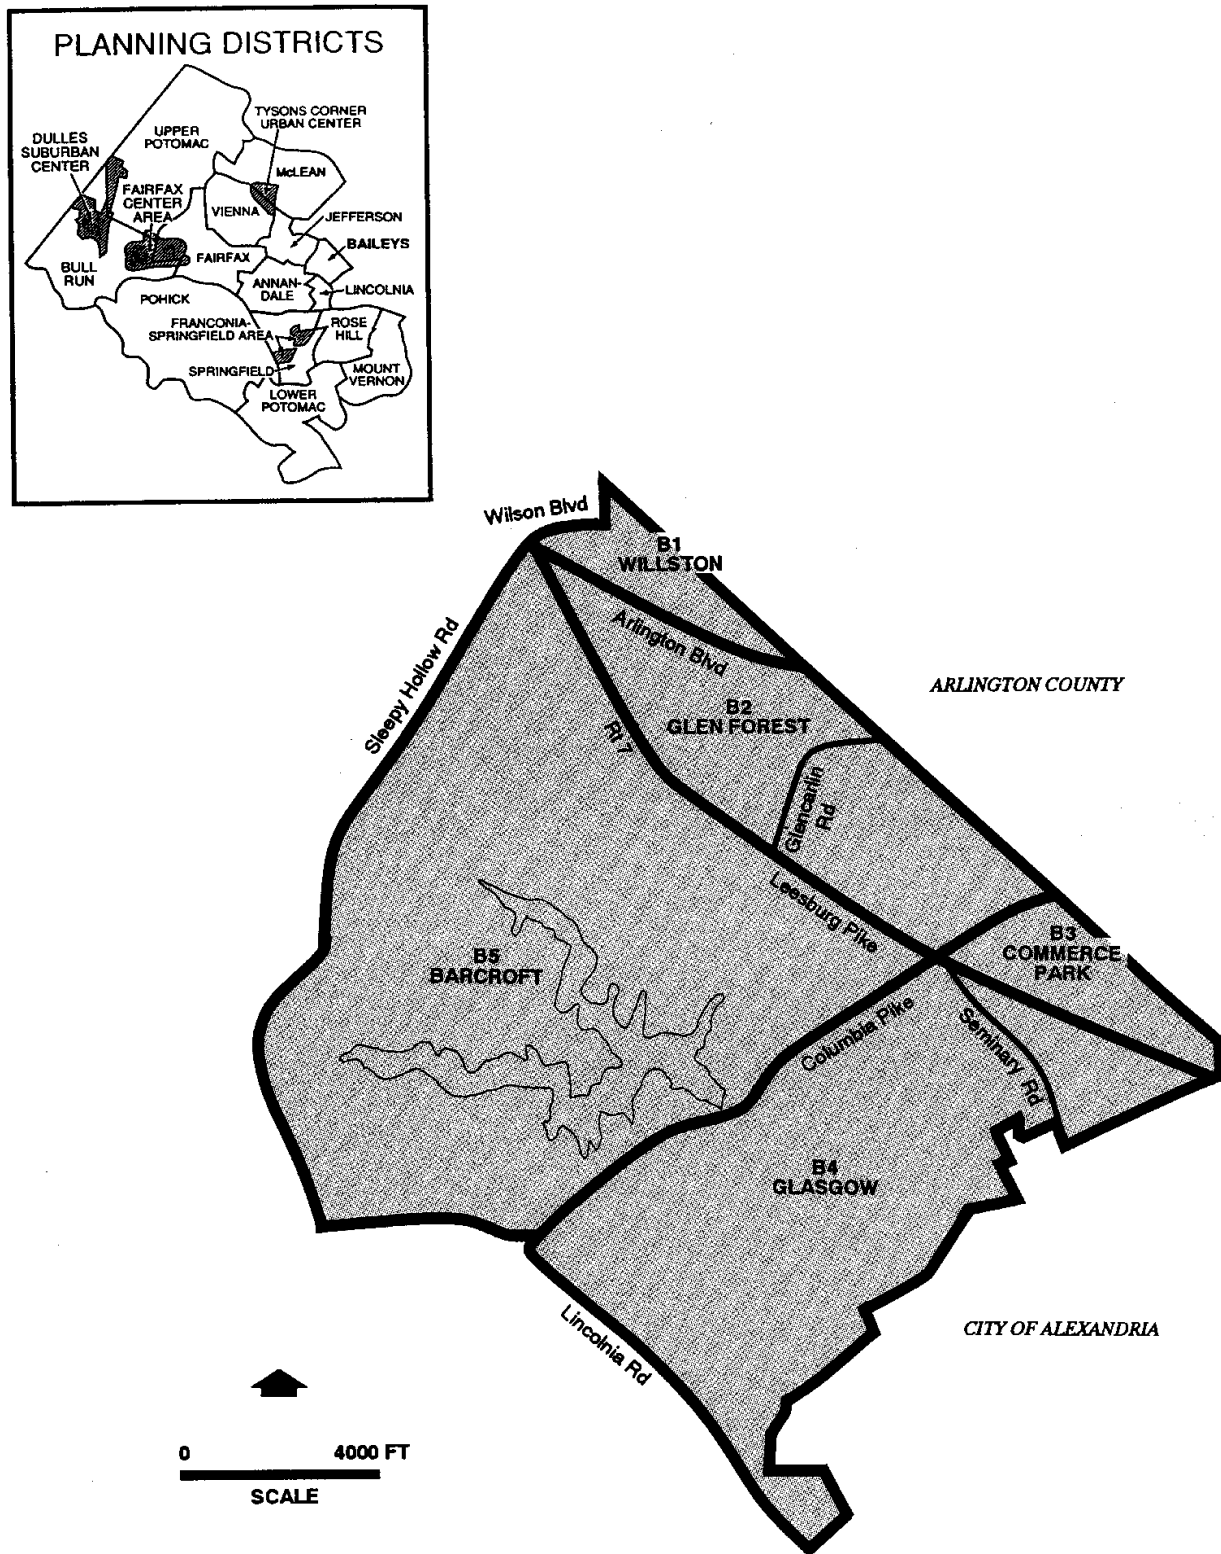 PLANNING DISTRICTS
TYSONS CORNER
URBAN CENTER
UPPER
POTOMAC
DULLES
SUBURBAN
CENTER
McLEAN
FAIRFAX
CENTER
AREA
VIENNA
JEFFERSON
BAILEYS
BULL
RUN
FAIRFAX
ANNAN-
DALE
LINCOLNIA
POHICK
FRANCONIA-
SPRINGFIELD AREA
ROSE
HILL
SPRINGFIELD
MOUNT
VERNON
LOWER
POTOMAC
Wilson Blvd
B1
WILLSTON
Arlington Blvd
Sleepy Hollow Rd
ARLINGTON COUNTY
B2
GLEN FOREST
Rt 7
Glencarlin
Rd
Leesburg Pike
B3
COMMERCE
PARK
B5
BARCROFT
Columbia Pike
Seminary Rd
B4
GLASGOW
Lincolnia Rd
CITY OF ALEXANDRIA
0 4000 FT
SCALE